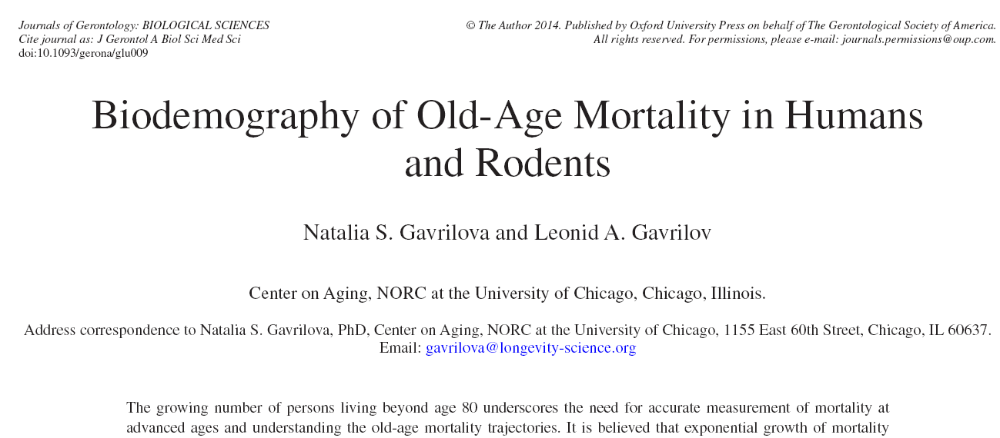 Journals of Gerontology: BIOLOGICAL SCIENCES
Cite journal as: J Gerontol A Biol Sci Med Sci
doi:10.1093/gerona/glu009
© The Author 2014. Published by Oxford University Press on behalf of The Gerontological Society of America.
All rights reserved. For permissions, please e-mail: journals.permissions@oup.com.
Biodemography of Old-Age Mortality in Humans
and Rodents
Natalia S. Gavrilova and Leonid A. Gavrilov
Center on Aging, NORC at the University of Chicago, Chicago, Illinois.
Address correspondence to Natalia S. Gavrilova, PhD, Center on Aging, NORC at the University of Chicago, 1155 East 60th Street, Chicago, IL 60637.
Email: gavrilova@longevity-science.org
The growing number of persons living beyond age 80 underscores the need for accurate measurement of mortality at
advanced ages and understanding the old-age mortality trajectories. It is believed that exponential growth of mortality